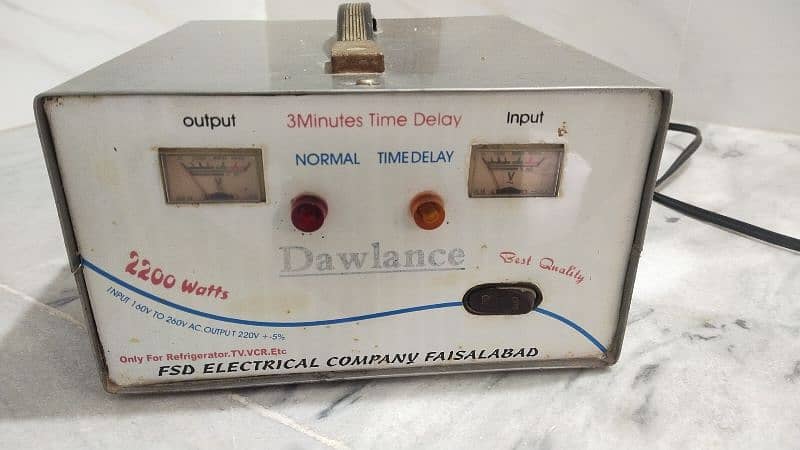 output
3Minutes Time Delay
Input
NORMAL TIMEDELAY
V
V
Dawlance
2200 Watts
Best Quality
INPUT 160V TO 260V AC.OUTPUT 220V +-5%
Only For Refrigerator.TV.VCR.Etc
FSD ELECTRICAL COMPANY FAISALABAD